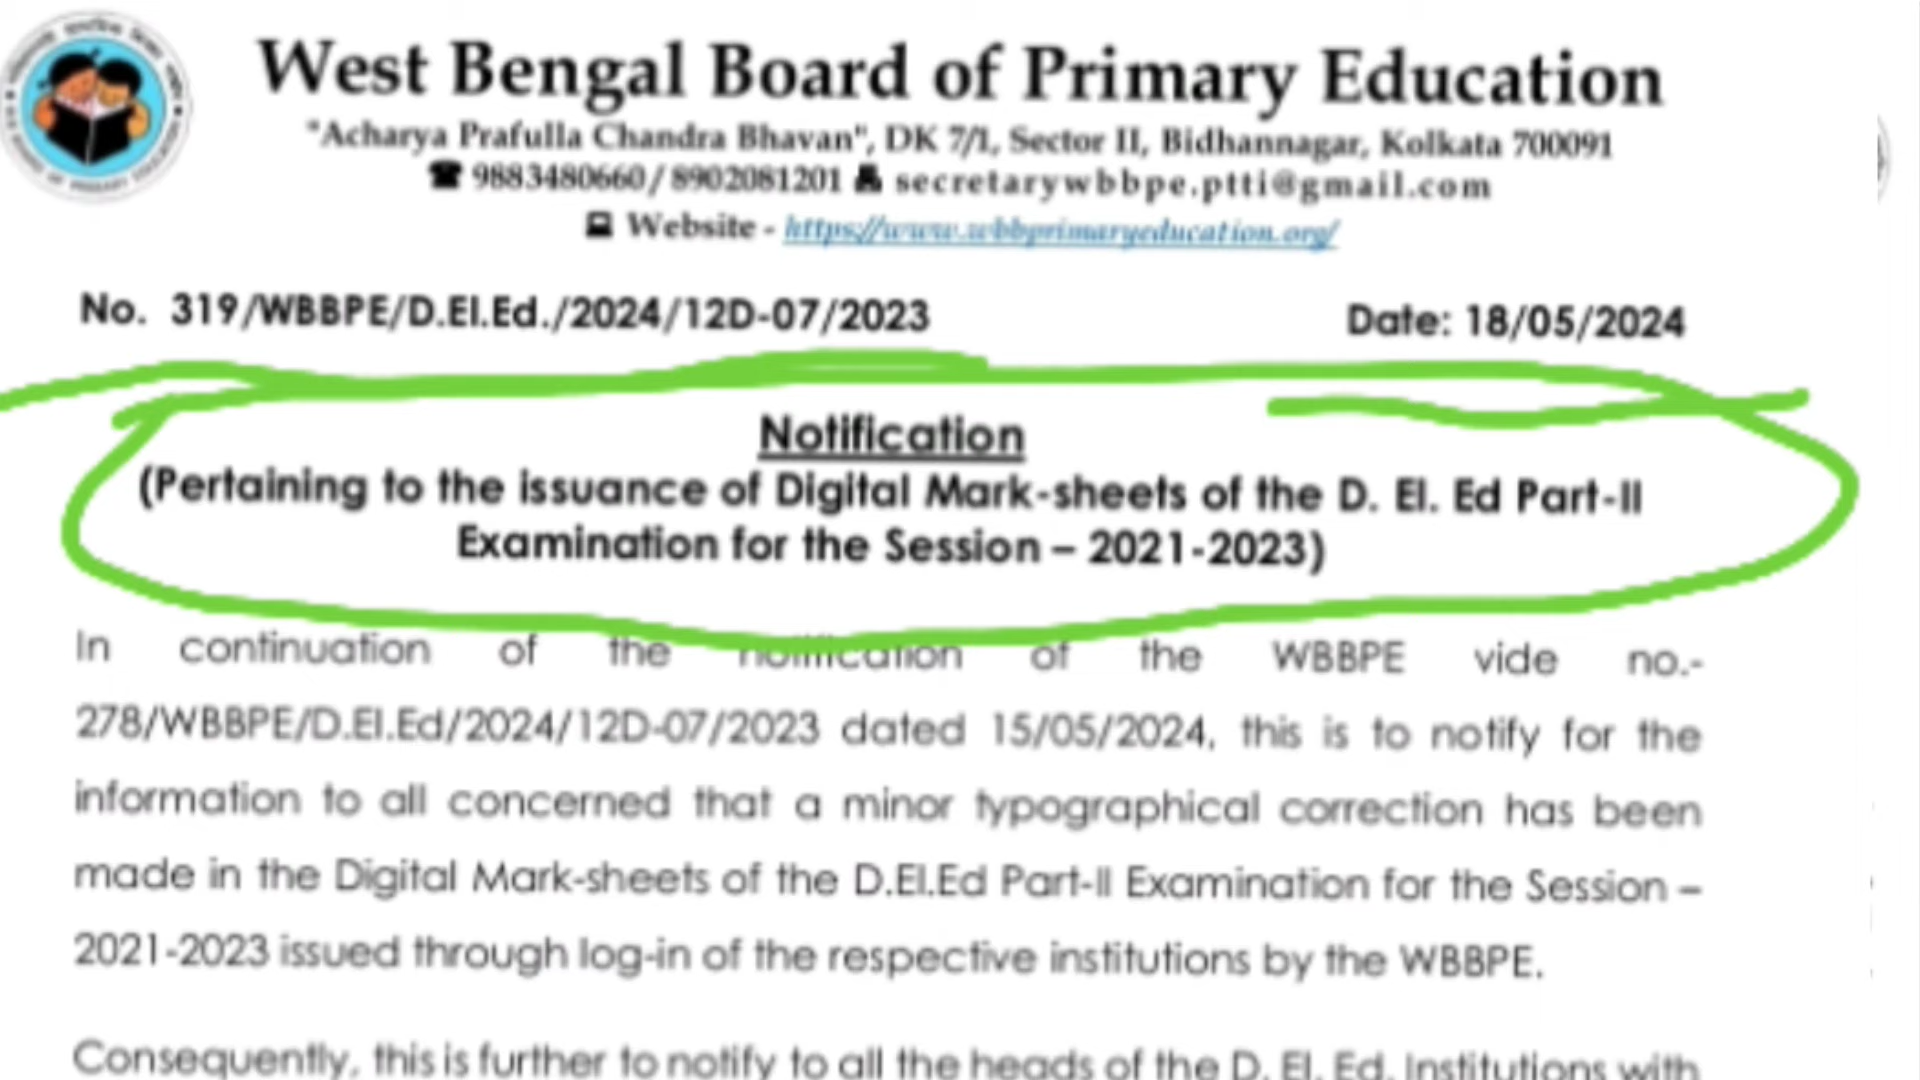 West Bengal Board of Primary Education
"Acharya Prafulla Chandra Bhavan", DK 7/1, Sector II, Bidhannagar, Kolkata 700091
9883480660 / 8902081201 secretarywbbpe.ptti@gmail.com
Website - https://www.wbbprimaryeducation.org/
No. 319/WBBPE/D.El.Ed./2024/12D-07/2023 Date: 18/05/2024
Notification
(Pertaining to the issuance of Digital Mark-sheets of the D. El. Ed Part-II
Examination for the Session – 2021-2023)
In continuation of the notification of the WBBPE vide no.-
278/WBBPE/D.El.Ed/2024/12D-07/2023 dated 15/05/2024, this is to notify for the
information to all concerned that a minor typographical correction has been
made in the Digital Mark-sheets of the D.El.Ed Part-II Examination for the Session –
2021-2023 issued through log-in of the respective institutions by the WBBPE.
Consequently, this is further to notify to all the heads of the D. El. Ed. Institutions with